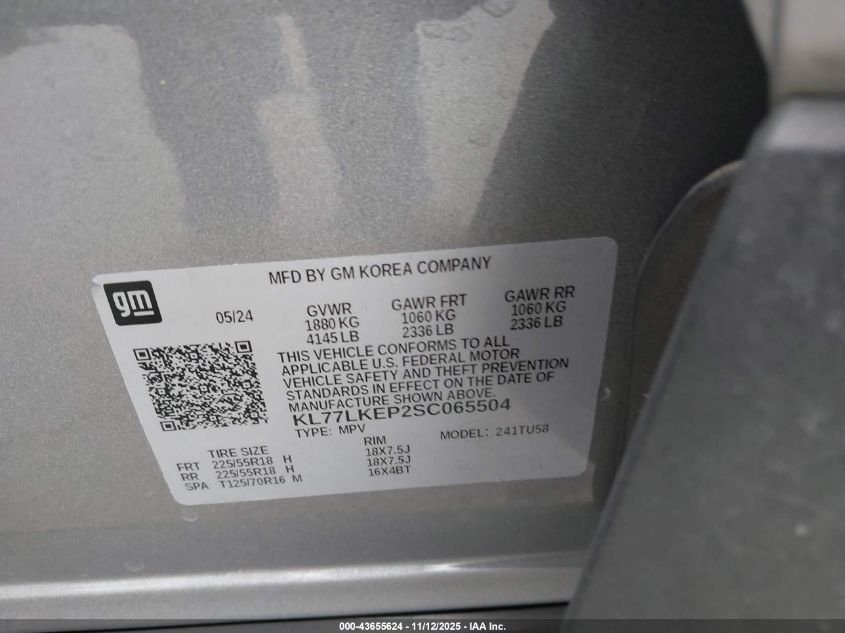 MFD BY GM KOREA COMPANY
gm
05/24
GVWR GAWR FRT GAWR RR
1880 KG 1060 KG 1060 KG
4145 LB 2336 LB 2336 LB
THIS VEHICLE CONFORMS TO ALL
APPLICABLE U.S. FEDERAL MOTOR
VEHICLE SAFETY AND THEFT PREVENTION
STANDARDS IN EFFECT ON THE DATE OF
MANUFACTURE SHOWN ABOVE.
KL77LKEP2SC065504
TYPE: MPV MODEL: 241TU58
TIRE SIZE RIM
FRT 225/55R18 H 18X7.5J
RR 225/55R18 H 18X7.5J
SPA T125/70R16 M 16X4BT
000-43655624 - 11/12/2025 - IAA Inc.